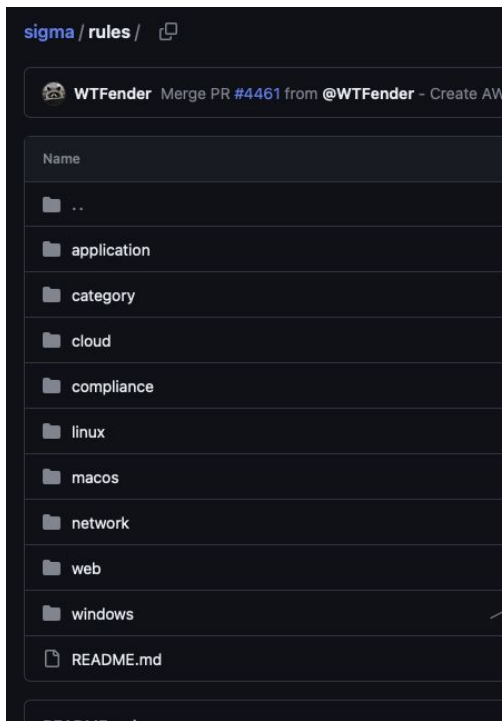 sigma / rules /
WTFender Merge PR #4461 from @WTFender - Create AW
Name
..
application
category
cloud
compliance
linux
macos
network
web
windows
README.md